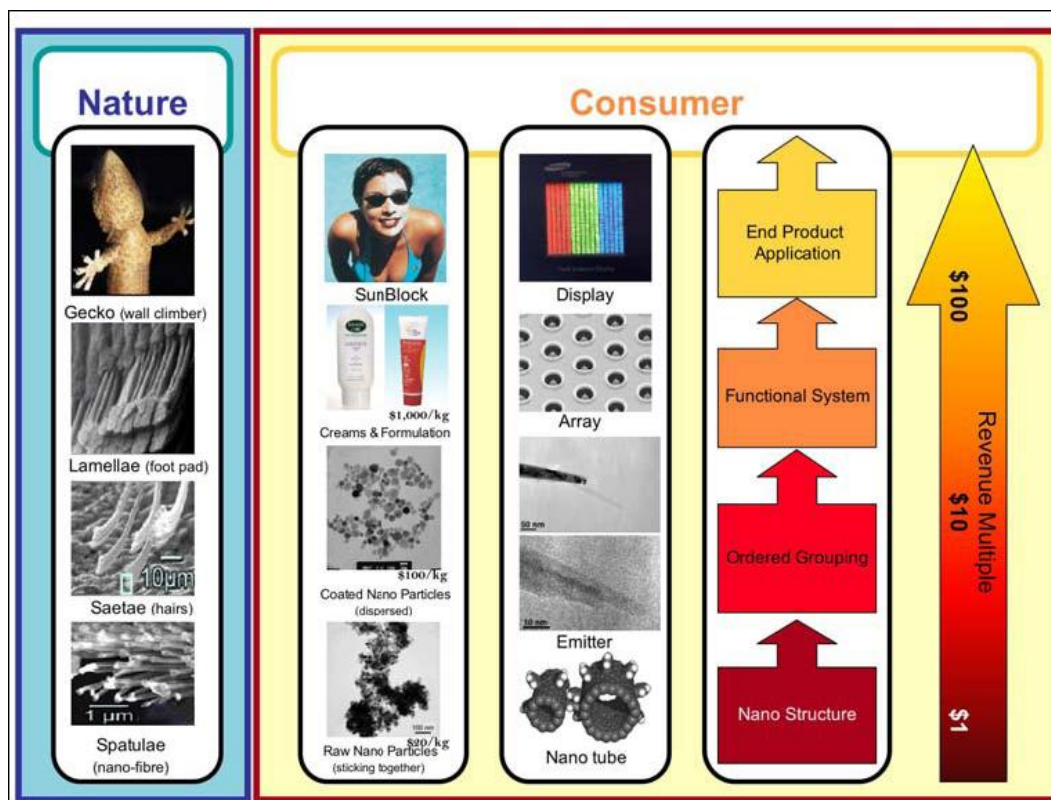 Nature
Gecko (wall climber)
Lamellae (foot pad)
10µm
Saetae (hairs)
1 µm
Spatulae
(nano-fibre)
Consumer
SunBlock
$1,000/kg
Creams & Formulation
$100/kg
Coated Nano Particles
(dispersed)
100 nm
$20/kg
Raw Nano Particles
(sticking together)
Display
Array
50 nm
10 nm
Emitter
Nano tube
End Product
Application
Functional System
Ordered Grouping
Nano Structure
$100
$10
$1
Revenue Multiple